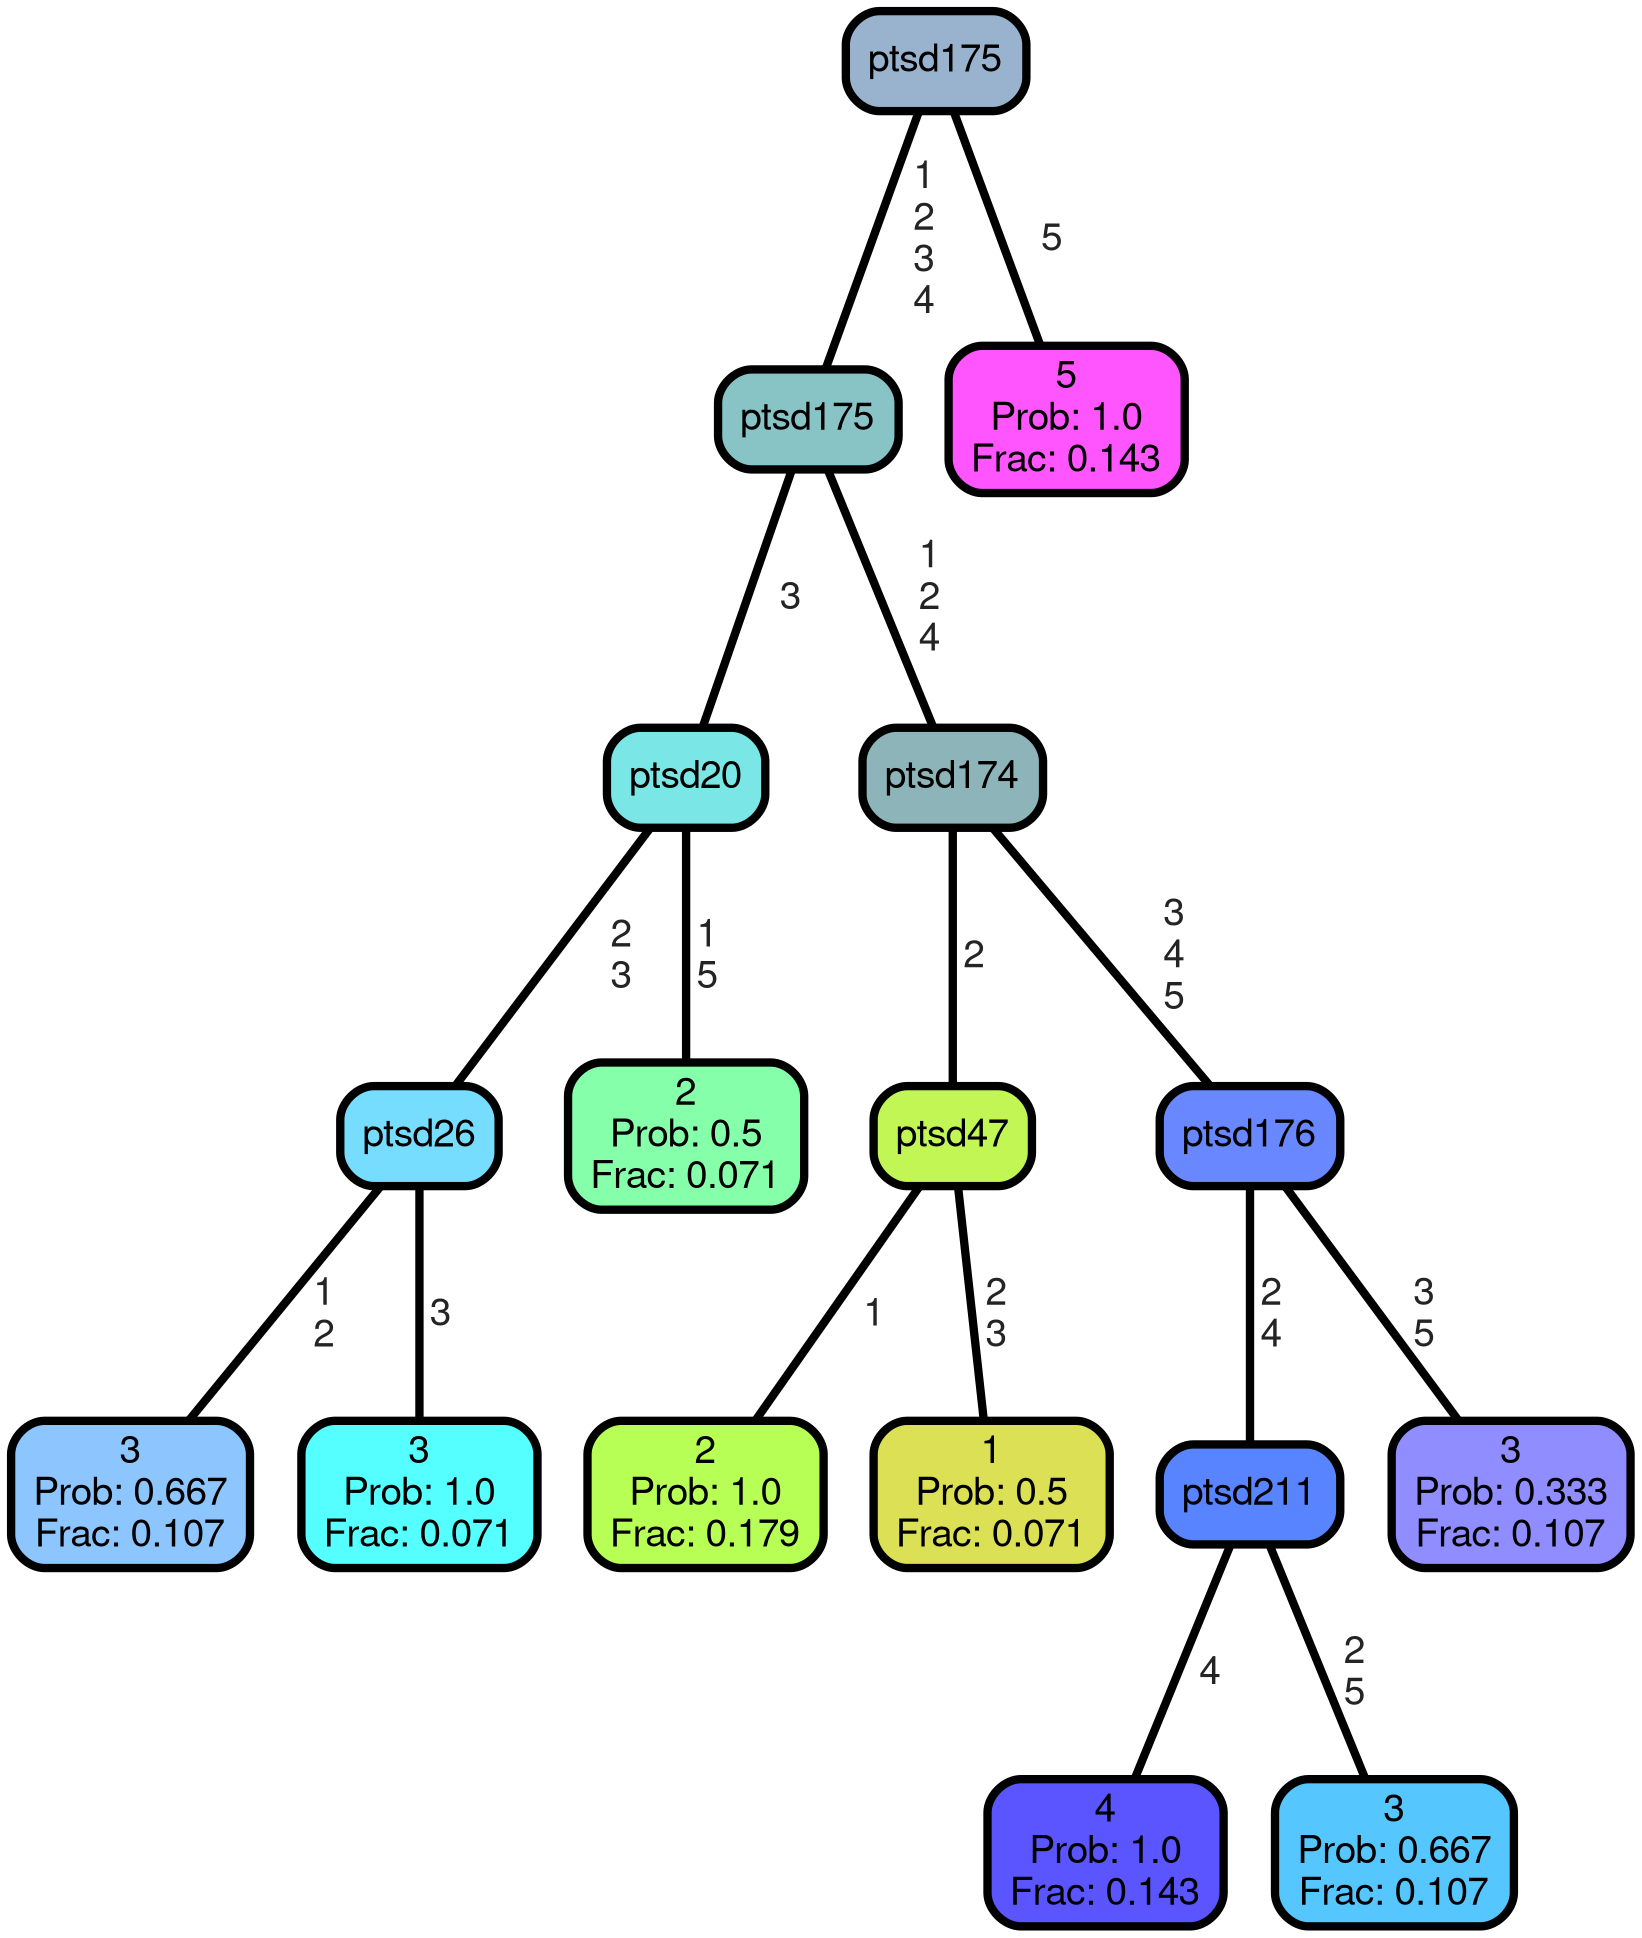 ptsd175
1
2
3
4
5
ptsd175
5
Prob: 1.0
Frac: 0.143
3
1
2
4
ptsd20
ptsd174
2
3
1
5
2
3
4
5
ptsd26
2
Prob: 0.5
Frac: 0.071
ptsd47
ptsd176
1
2
3
1
2
3
2
4
3
5
3
Prob: 0.667
Frac: 0.107
3
Prob: 1.0
Frac: 0.071
2
Prob: 1.0
Frac: 0.179
1
Prob: 0.5
Frac: 0.071
ptsd211
3
Prob: 0.333
Frac: 0.107
4
2
5
4
Prob: 1.0
Frac: 0.143
3
Prob: 0.667
Frac: 0.107